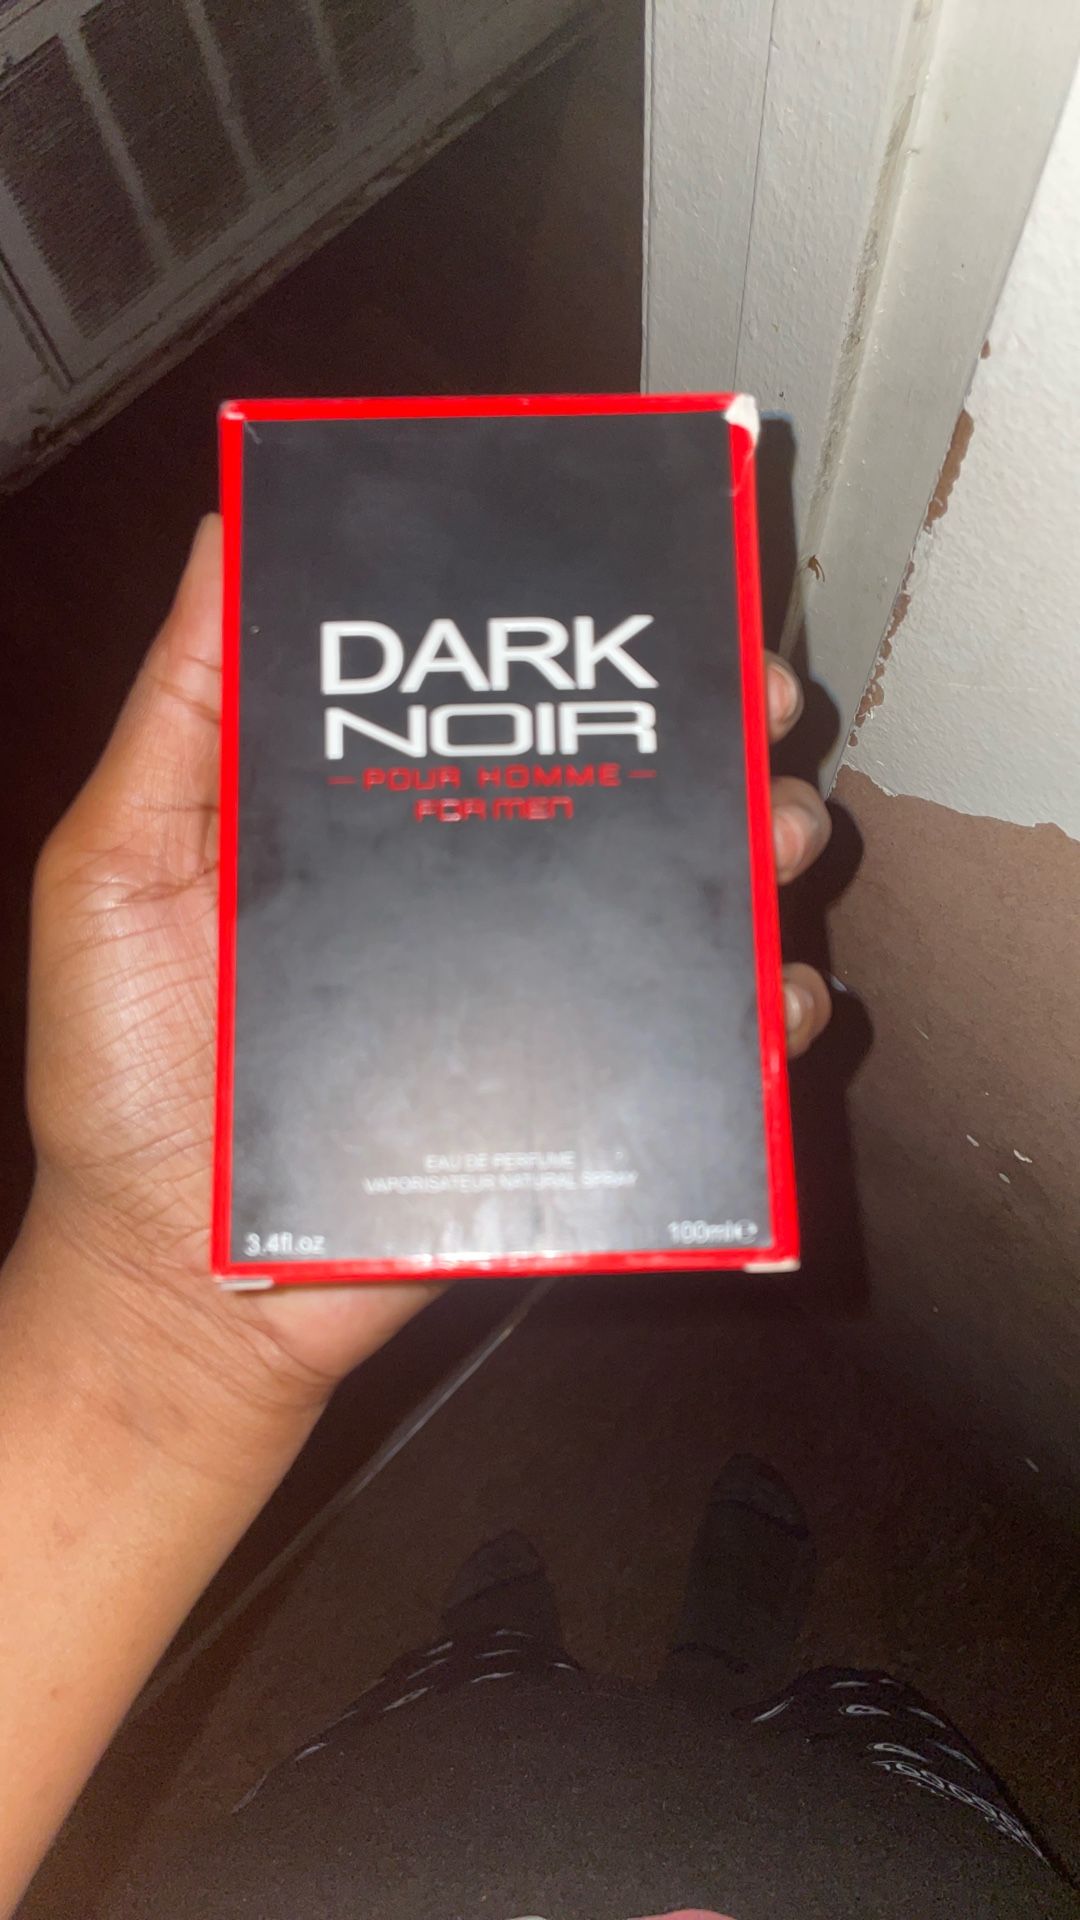 DARK
NOIR
— POUR HOMME —
FOR MEN
EAU DE PERFUME
VAPORISATEUR NATURAL SPRAY
3.4fl.oz
100ml℮